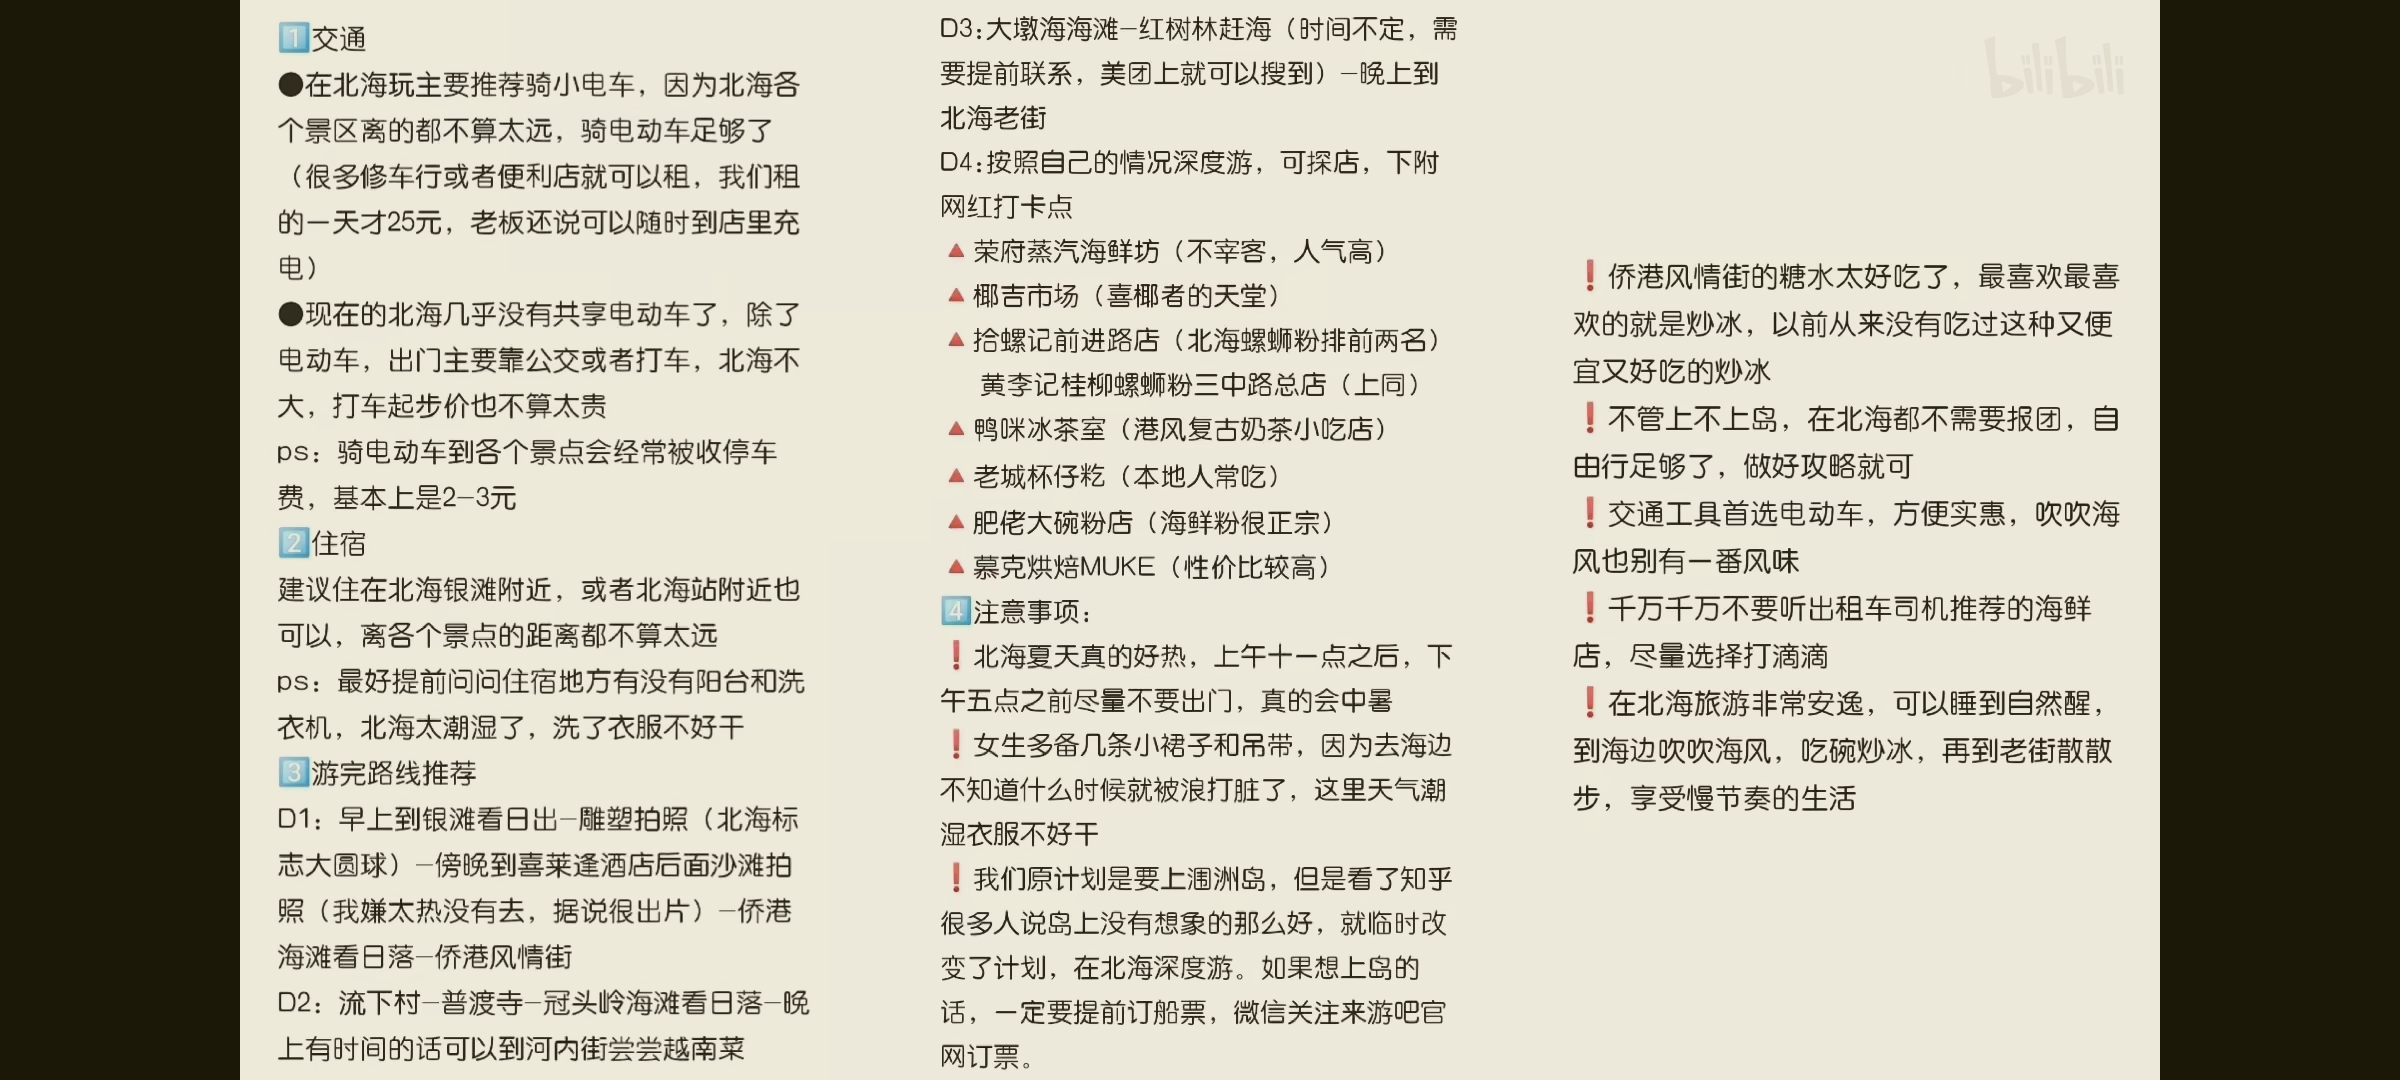 1️⃣交通
●在北海玩主要推荐骑小电车，因为北海各
个景区离的都不算太远，骑电动车足够了
（很多修车行或者便利店就可以租，我们租
的一天才25元，老板还说可以随时到店里充
电）
●现在的北海几乎没有共享电动车了，除了
电动车，出门主要靠公交或者打车，北海不
大，打车起步价也不算太贵
ps：骑电动车到各个景点会经常被收停车
费，基本上是2-3元
2️⃣住宿
建议住在北海银滩附近，或者北海站附近也
可以，离各个景点的距离都不算太远
ps：最好提前问问住宿地方有没有阳台和洗
衣机，北海太潮湿了，洗了衣服不好干
3️⃣游完路线推荐
D1：早上到银滩看日出-雕塑拍照（北海标
志大圆球）-傍晚到喜莱逢酒店后面沙滩拍
照（我嫌太热没有去，据说很出片）-侨港
海滩看日落-侨港风情街
D2：流下村-普渡寺-冠头岭海滩看日落-晚
上有时间的话可以到河内街尝尝越南菜
D3:大墩海海滩-红树林赶海（时间不定，需
要提前联系，美团上就可以搜到）-晚上到
北海老街
D4:按照自己的情况深度游，可探店，下附
网红打卡点
🔺荣府蒸汽海鲜坊（不宰客，人气高）
🔺椰吉市场（喜椰者的天堂）
🔺拾螺记前进路店（北海螺蛳粉排前两名）
黄李记桂柳螺蛳粉三中路总店（上同）
🔺鸭咪冰茶室（港风复古奶茶小吃店）
🔺老城杯仔籺（本地人常吃）
🔺肥佬大碗粉店（海鲜粉很正宗）
🔺慕克烘焙MUKE（性价比较高）
4️⃣注意事项：
❗北海夏天真的好热，上午十一点之后，下
午五点之前尽量不要出门，真的会中暑
❗女生多备几条小裙子和吊带，因为去海边
不知道什么时候就被浪打脏了，这里天气潮
湿衣服不好干
❗我们原计划是要上涠洲岛，但是看了知乎
很多人说岛上没有想象的那么好，就临时改
变了计划，在北海深度游。如果想上岛的
话，一定要提前订船票，微信关注来游吧官
网订票。
bilibili
❗侨港风情街的糖水太好吃了，最喜欢最喜
欢的就是炒冰，以前从来没有吃过这种又便
宜又好吃的炒冰
❗不管上不上岛，在北海都不需要报团，自
由行足够了，做好攻略就可
❗交通工具首选电动车，方便实惠，吹吹海
风也别有一番风味
❗千万千万不要听出租车司机推荐的海鲜
店，尽量选择打滴滴
❗在北海旅游非常安逸，可以睡到自然醒，
到海边吹吹海风，吃碗炒冰，再到老街散散
步，享受慢节奏的生活